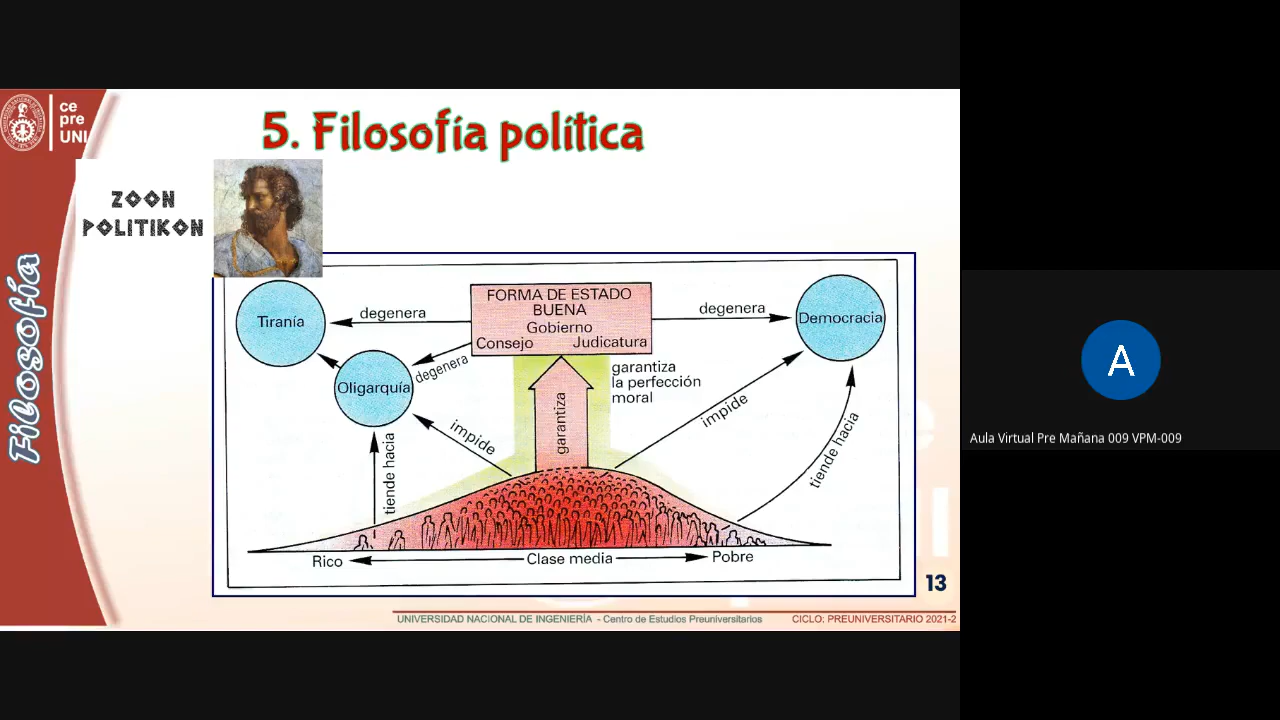 ce
pre
UNI
5. Filosofía política
ZOON
POLITIKON
Filosofía
FORMA DE ESTADO
BUENA
Gobierno
Consejo Judicatura
Tiranía
degenera
degenera
Democracia
Oligarquía
degenera
garantiza
la perfección
moral
garantiza
impide
impide
tiende hacia
tiende hacia
Rico
Clase media
Pobre
13
UNIVERSIDAD NACIONAL DE INGENIERÍA - Centro de Estudios Preuniversitarios
CICLO: PREUNIVERSITARIO 2021-2
A
Aula Virtual Pre Mañana 009 VPM-009